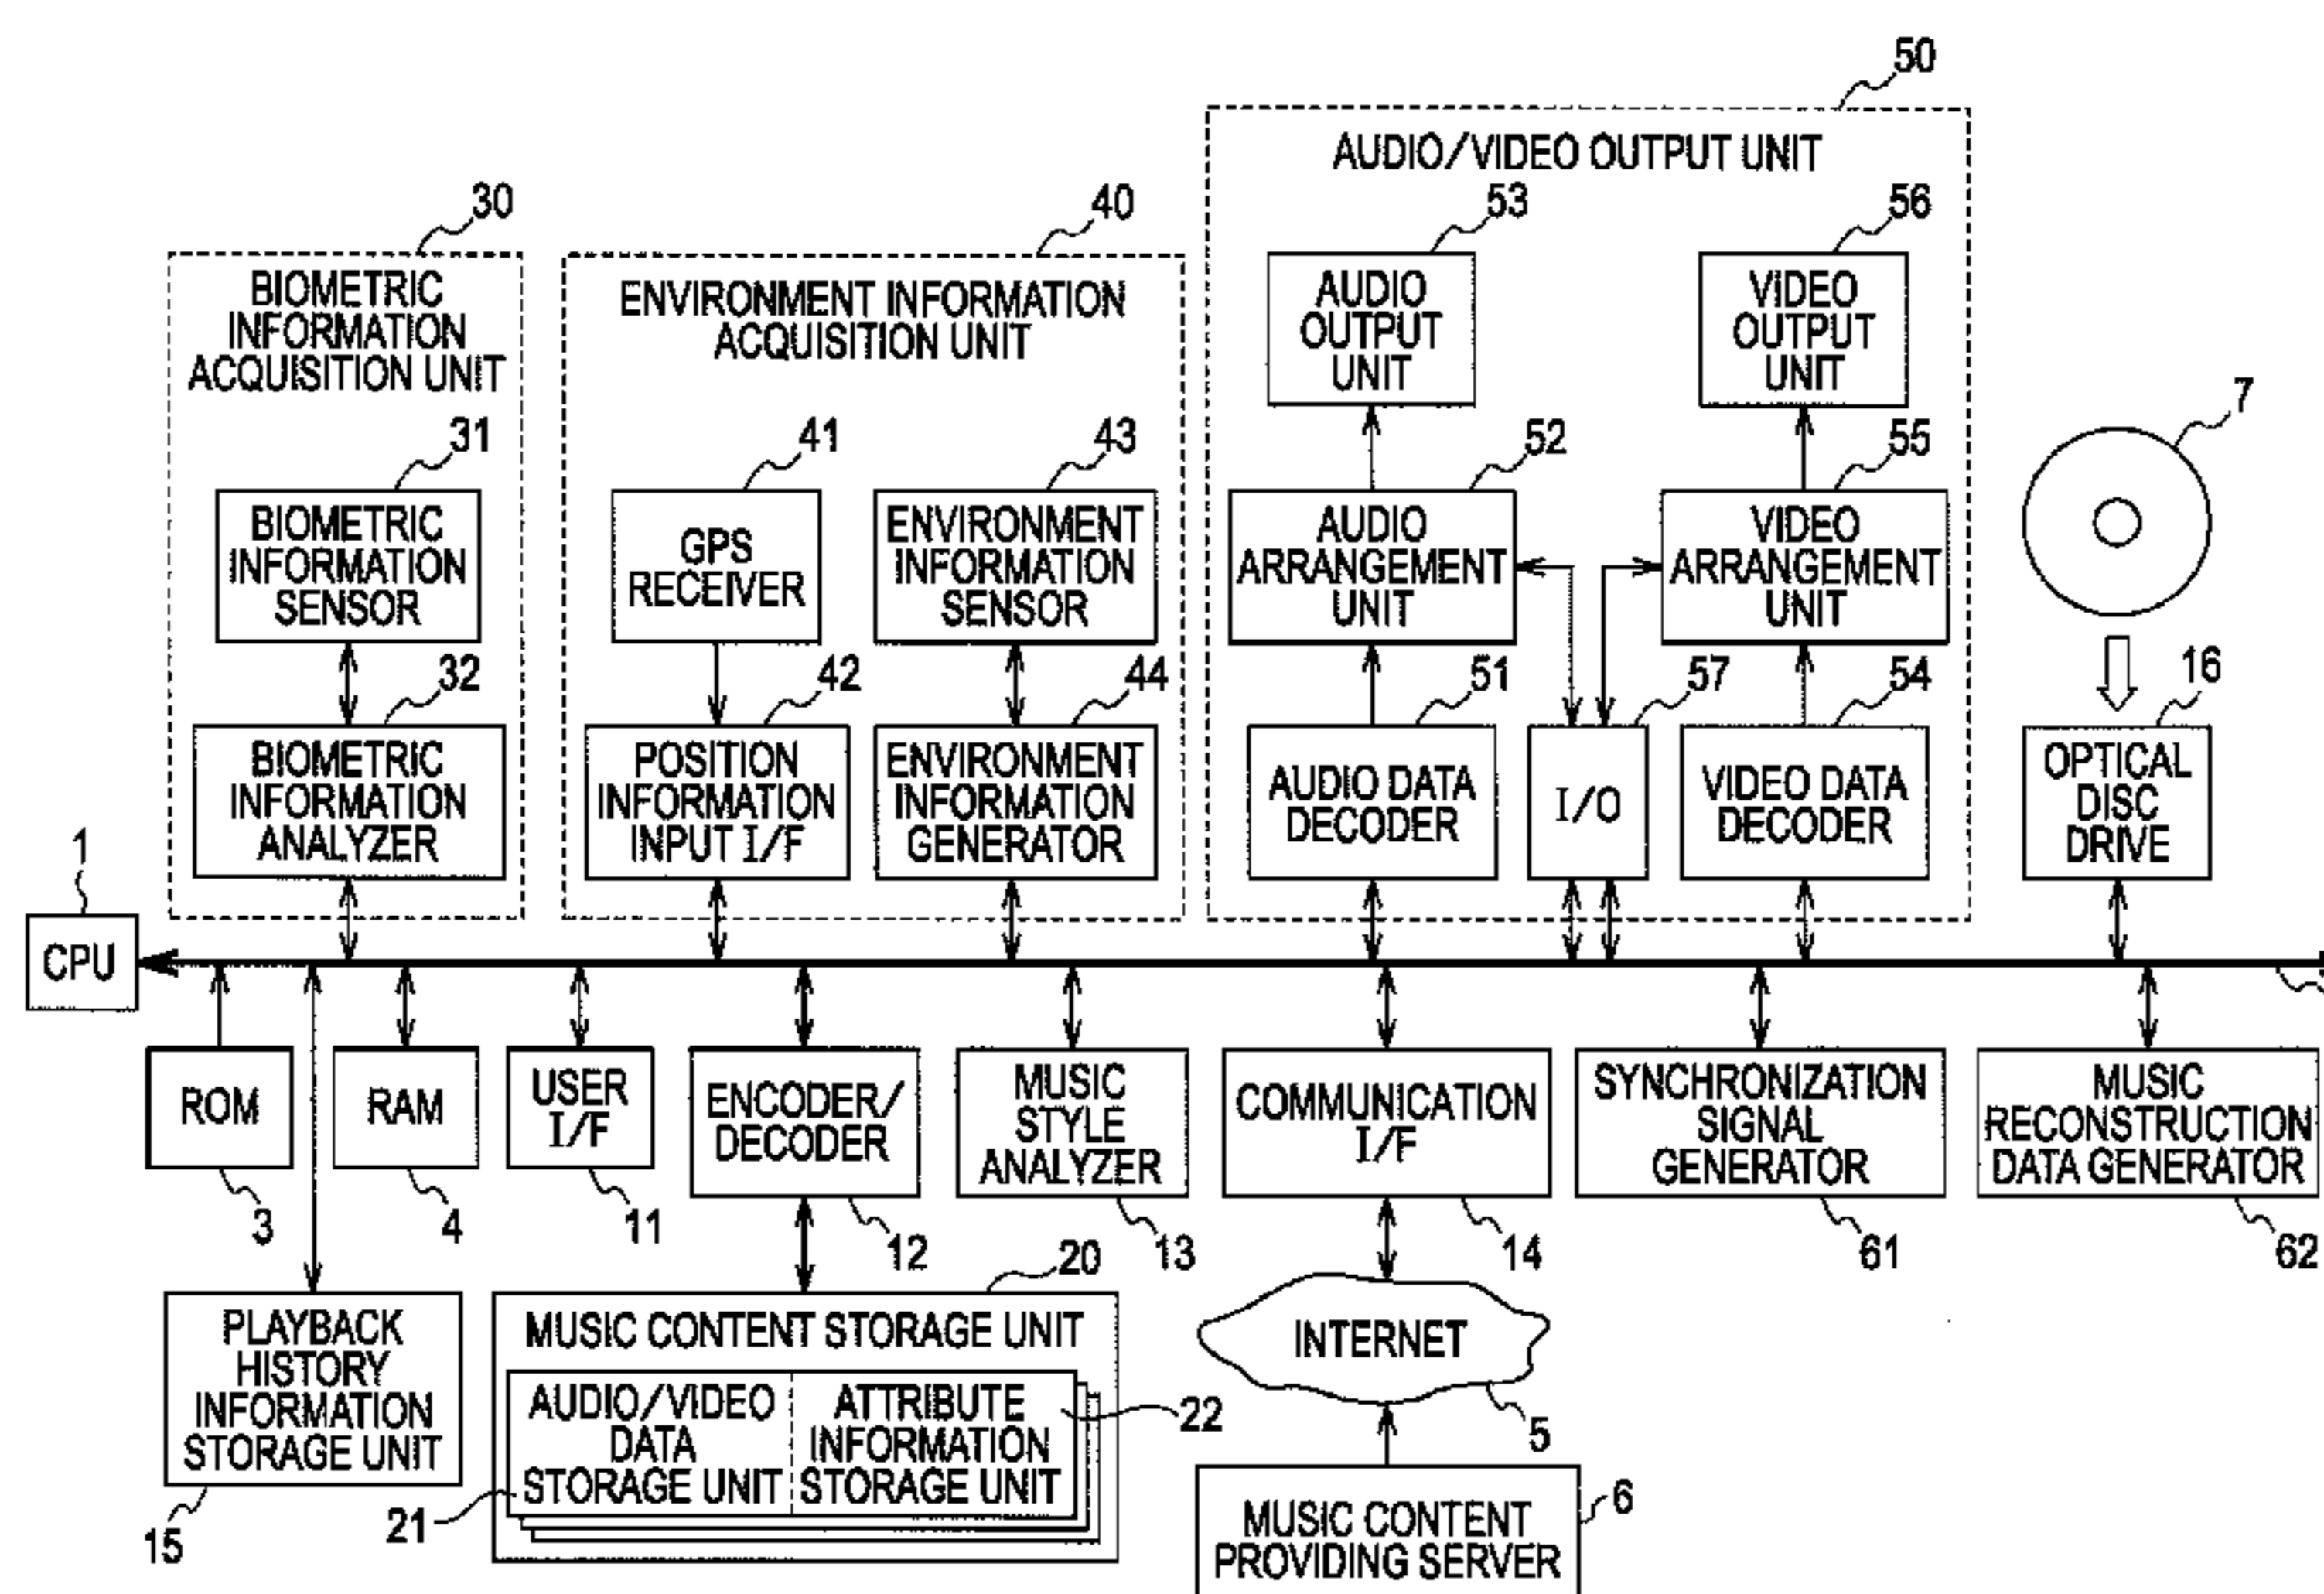 50
AUDIO/VIDEO OUTPUT UNIT
30
40
53
56
BIOMETRIC
INFORMATION
ACQUISITION UNIT
ENVIRONMENT INFORMATION
ACQUISITION UNIT
AUDIO
OUTPUT
UNIT
VIDEO
OUTPUT
UNIT
7
31
41
43
52
55
BIOMETRIC
INFORMATION
SENSOR
GPS
RECEIVER
ENVIRONMENT
INFORMATION
SENSOR
AUDIO
ARRANGEMENT
UNIT
VIDEO
ARRANGEMENT
UNIT
32
42
44
51
57
54
16
BIOMETRIC
INFORMATION
ANALYZER
POSITION
INFORMATION
INPUT I/F
ENVIRONMENT
INFORMATION
GENERATOR
AUDIO DATA
DECODER
I/O
VIDEO DATA
DECODER
OPTICAL
DISC
DRIVE
1
CPU
ROM
RAM
USER
I/F
ENCODER/
DECODER
MUSIC
STYLE
ANALYZER
COMMUNICATION
I/F
SYNCHRONIZATION
SIGNAL
GENERATOR
MUSIC
RECONSTRUCTION
DATA GENERATOR
3
4
11
12
13
14
61
62
20
PLAYBACK
HISTORY
INFORMATION
STORAGE UNIT
15
MUSIC CONTENT STORAGE UNIT
AUDIO/VIDEO
DATA
STORAGE UNIT
21
ATTRIBUTE
INFORMATION
STORAGE UNIT
22
INTERNET
5
MUSIC CONTENT
PROVIDING SERVER
6